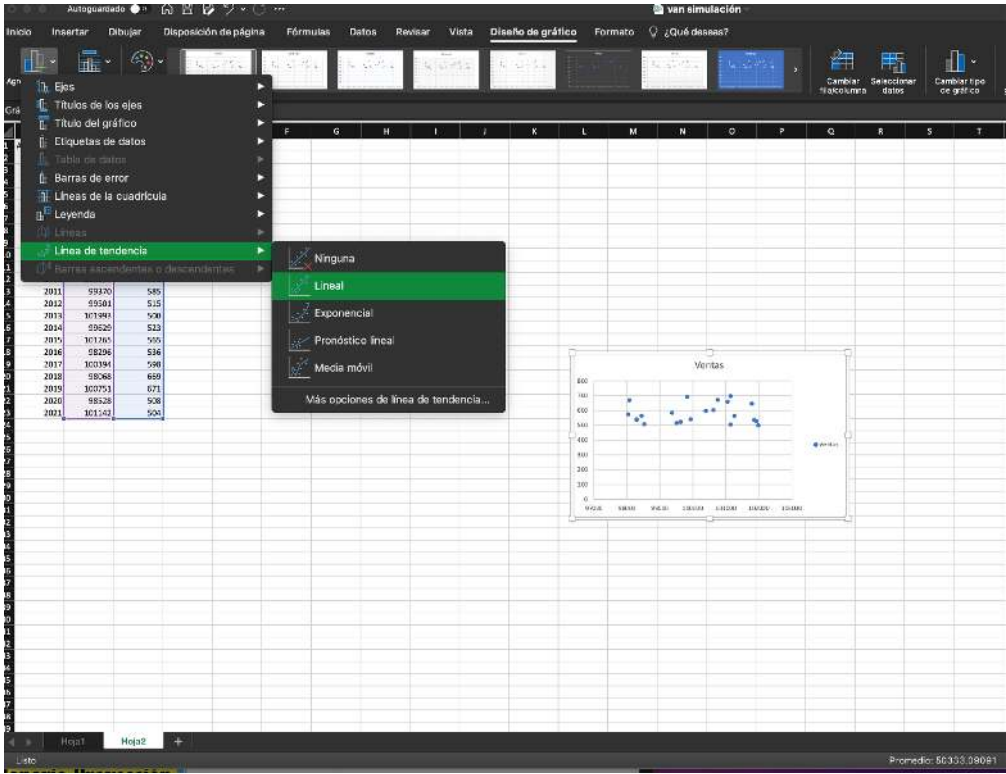 Autoguardado
van simulación
Inicio Insertar Dibujar Disposición de página Fórmulas Datos Revisar Vista Diseño de gráfico Formato ¿Qué deseas?
Cambiar fila/columna Seleccionar datos Cambiar tipo de gráfico
Ejes
Títulos de los ejes
Título del gráfico
Etiquetas de datos
Tabla de datos
Barras de error
Líneas de la cuadrícula
Leyenda
Líneas
Línea de tendencia
Barras ascendentes o descendentes
Ninguna
Lineal
Exponencial
Pronóstico lineal
Media móvil
Más opciones de línea de tendencia...
F G H I J K L M N O P Q R S T
2011 99370 585
2012 99501 515
2013 101993 500
2014 99629 523
2015 101265 565
2016 98296 536
2017 100394 598
2018 98068 669
2019 100751 671
2020 98528 508
2021 101142 504
Ventas
800
700
600
500
400
300
200
0
Ventas
Hoja1 Hoja2 +
Listo
Promedio: 50333.09091